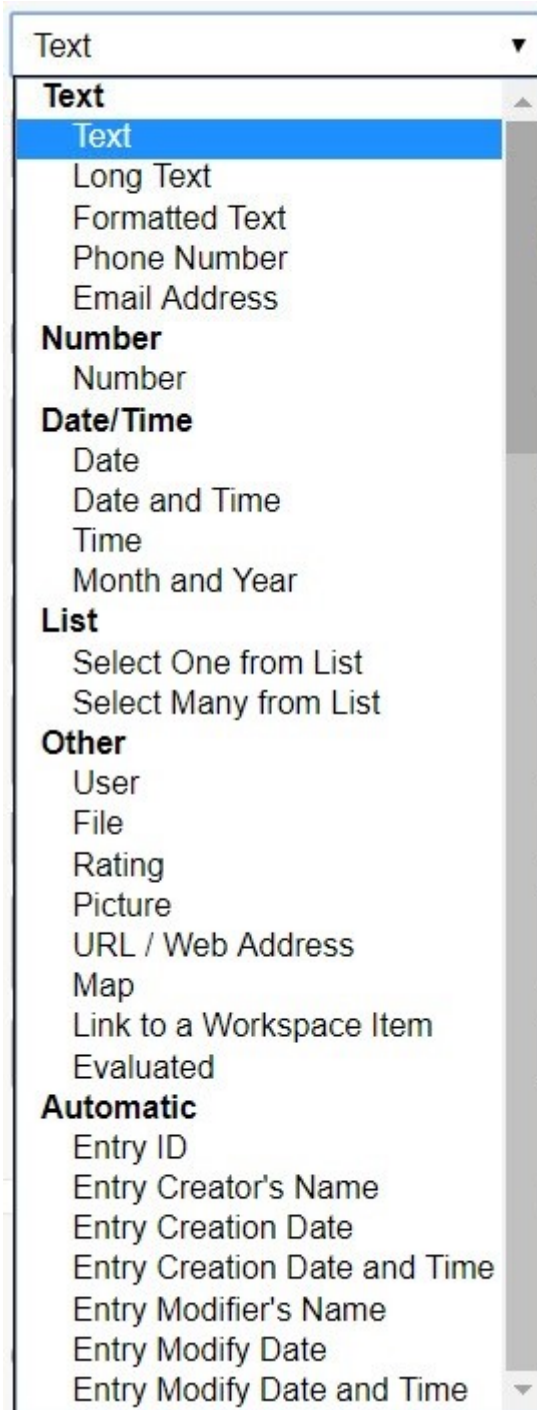 Text
Text
Text
Long Text
Formatted Text
Phone Number
Email Address
Number
Number
Date/Time
Date
Date and Time
Time
Month and Year
List
Select One from List
Select Many from List
Other
User
File
Rating
Picture
URL / Web Address
Map
Link to a Workspace Item
Evaluated
Automatic
Entry ID
Entry Creator's Name
Entry Creation Date
Entry Creation Date and Time
Entry Modifier's Name
Entry Modify Date
Entry Modify Date and Time